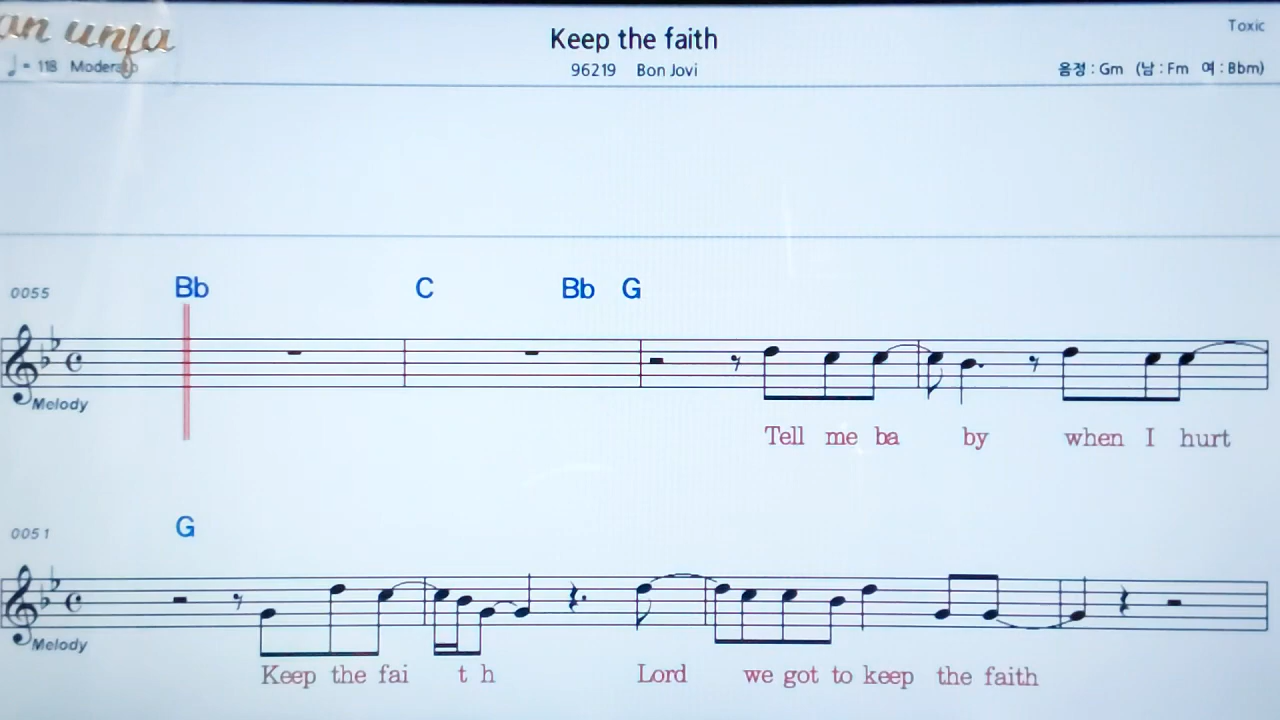 Keep the faith
Toxic
♩= 118 Moderato
96219 Bon Jovi
음정 : Gm (남 : Fm 여 : Bbm)
0055 Bb C Bb G
Melody
Tell me ba by when I hurt
0051 G
Melody
Keep the fai t h Lord we got to keep the faith